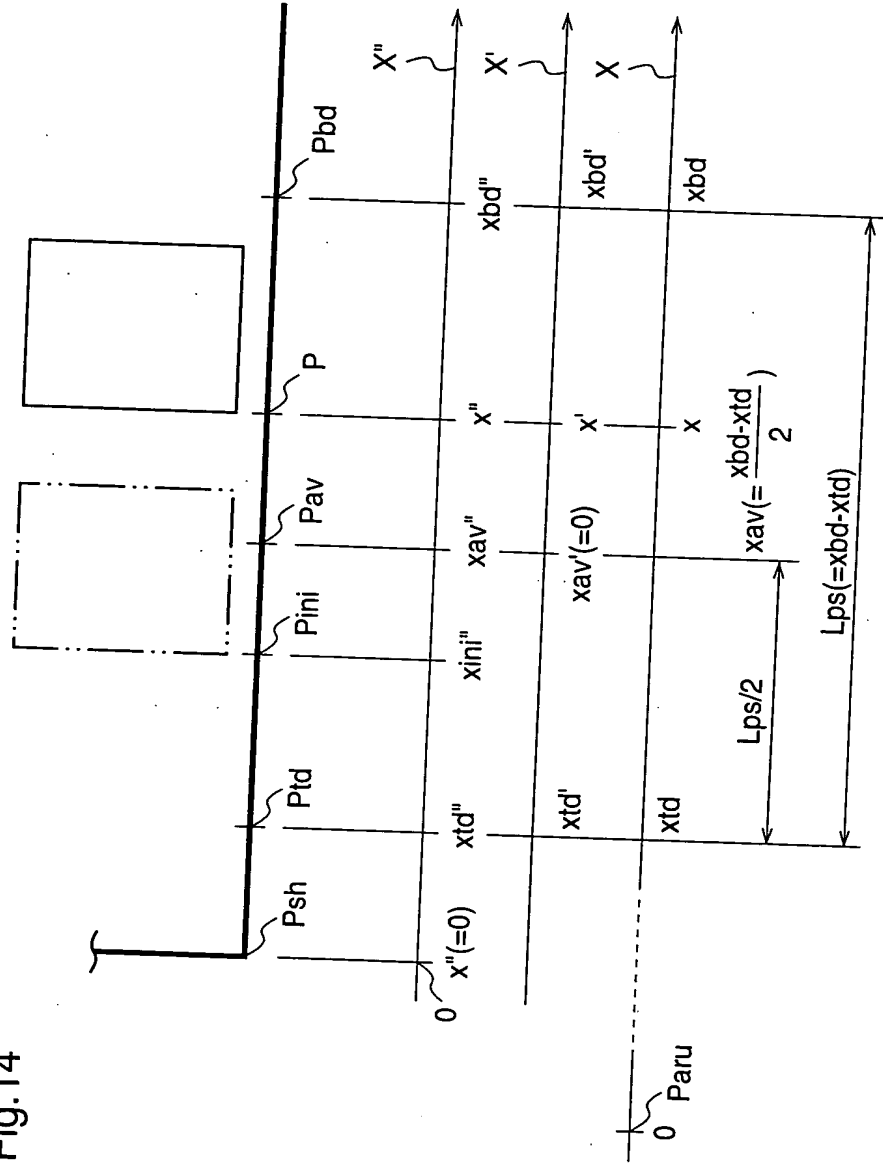 Fig.14
Psh
Ptd
Pini
Pav
P
Pbd
0
x"(=0)
xtd"
xini"
xav"
x"
xbd"
X"
xtd'
xav'(=0)
x'
xbd'
X'
0
Paru
xtd
xav(=xbd-xtd/2)
x
xbd
X
Lps/2
Lps(=xbd-xtd)